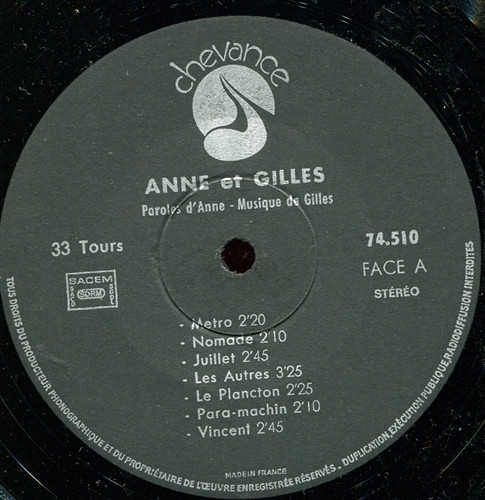 chevance
ANNE et GILLES
Paroles d'Anne - Musique de Gilles
33 Tours
74.510
FACE A
STÉRÉO
SACEM
SACD
SDRM
SGDL
- Metro 2'20
- Nomade 2'10
- Juillet 2'45
- Les Autres 3'25
- Le Plancton 2'25
- Para-machin 2'10
- Vincent 2'45
TOUS DROITS DU PRODUCTEUR PHONOGRAPHIQUE ET DU PROPRIÉTAIRE DE L'ŒUVRE ENREGISTRÉE RÉSERVÉS - DUPLICATION, EXÉCUTION PUBLIQUE, RADIODIFFUSION INTERDITES
MADE IN FRANCE